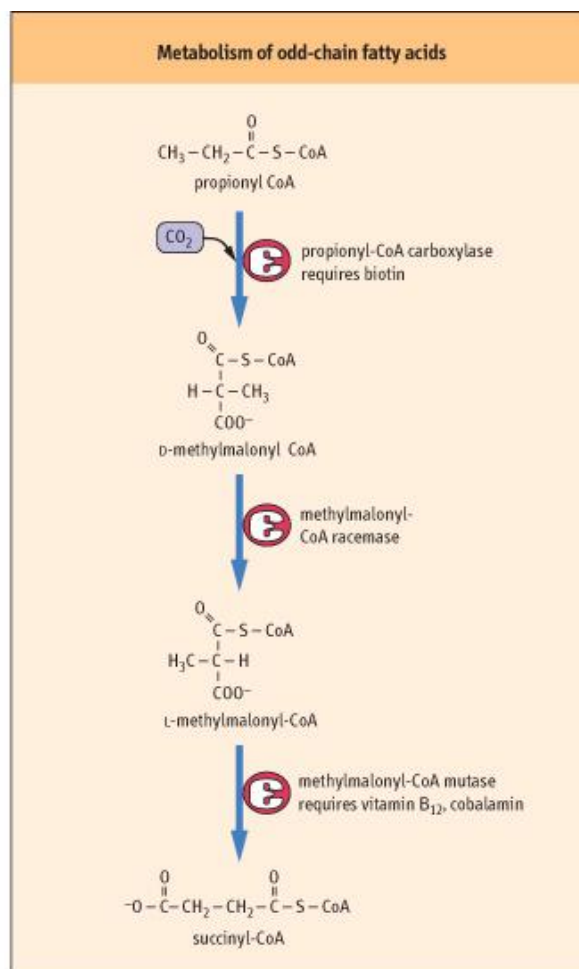 Metabolism of odd-chain fatty acids
O
CH₃ – CH₂ – C – S – CoA
propionyl CoA
CO₂
propionyl-CoA carboxylase
requires biotin
O
C – S – CoA
H – C – CH₃
COO⁻
D-methylmalonyl CoA
methylmalonyl-
CoA racemase
O
C – S – CoA
H₃C – C – H
COO⁻
L-methylmalonyl-CoA
methylmalonyl-CoA mutase
requires vitamin B₁₂, cobalamin
O O
⁻O – C – CH₂ – CH₂ – C – S – CoA
succinyl-CoA